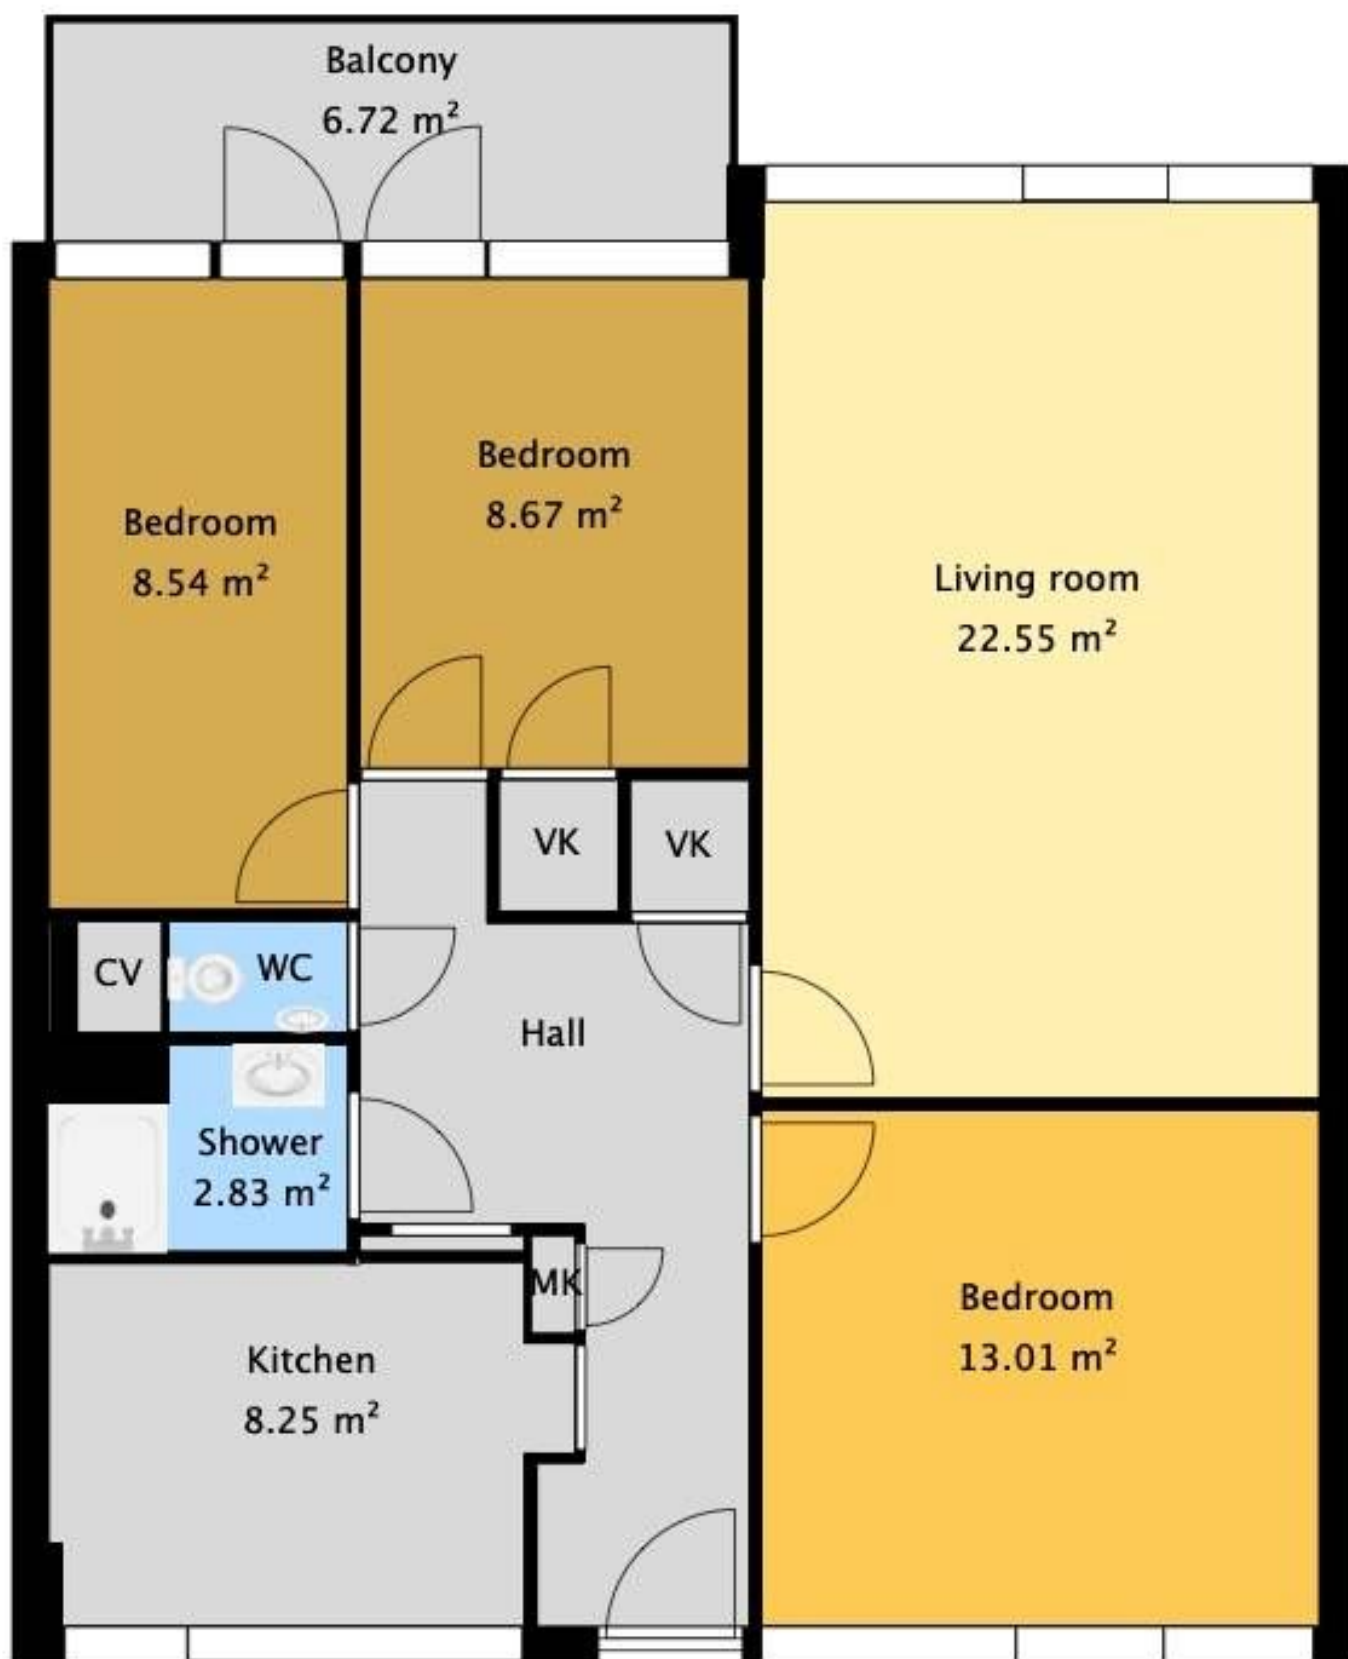 Balcony
6.72 m²
Bedroom
8.67 m²
Bedroom
8.54 m²
Living room
22.55 m²
VK
VK
CV
WC
Hall
Shower
2.83 m²
MK
Bedroom
13.01 m²
Kitchen
8.25 m²